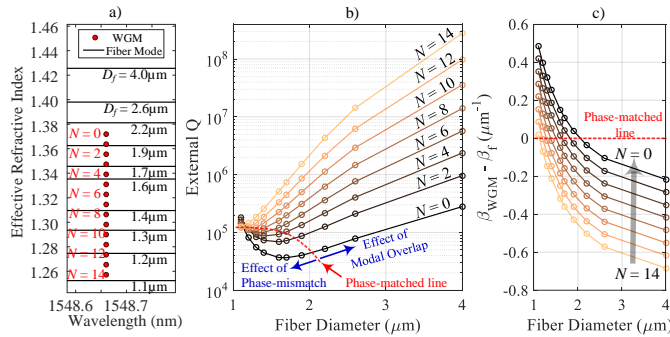 a)
b)
c)
Effective Refractive Index
1.46
1.44
1.42
1.40
1.38
1.36
1.34
1.32
1.30
1.28
1.26
WGM
Fiber Mode
D_f = 4.0μm
2.6μm
2.2μm
1.9μm
1.7μm
1.6μm
1.4μm
1.3μm
1.2μm
1.1μm
N = 0
N = 2
N = 4
N = 6
N = 8
N = 10
N = 12
N = 14
1548.6
1548.7
Wavelength (nm)
External Q
10^8
10^7
10^6
10^5
10^4
N = 14
N = 12
N = 10
N = 8
N = 6
N = 4
N = 2
N = 0
Effect of
Phase-mismatch
Effect of
Modal Overlap
Phase-matched line
1
2
3
4
Fiber Diameter (μm)
β_WGM - β_f (μm^-1)
0.6
0.4
0.2
0
-0.2
-0.4
-0.6
-0.8
Phase-matched
line
N = 0
N = 14
1
2
3
4
Fiber Diameter (μm)